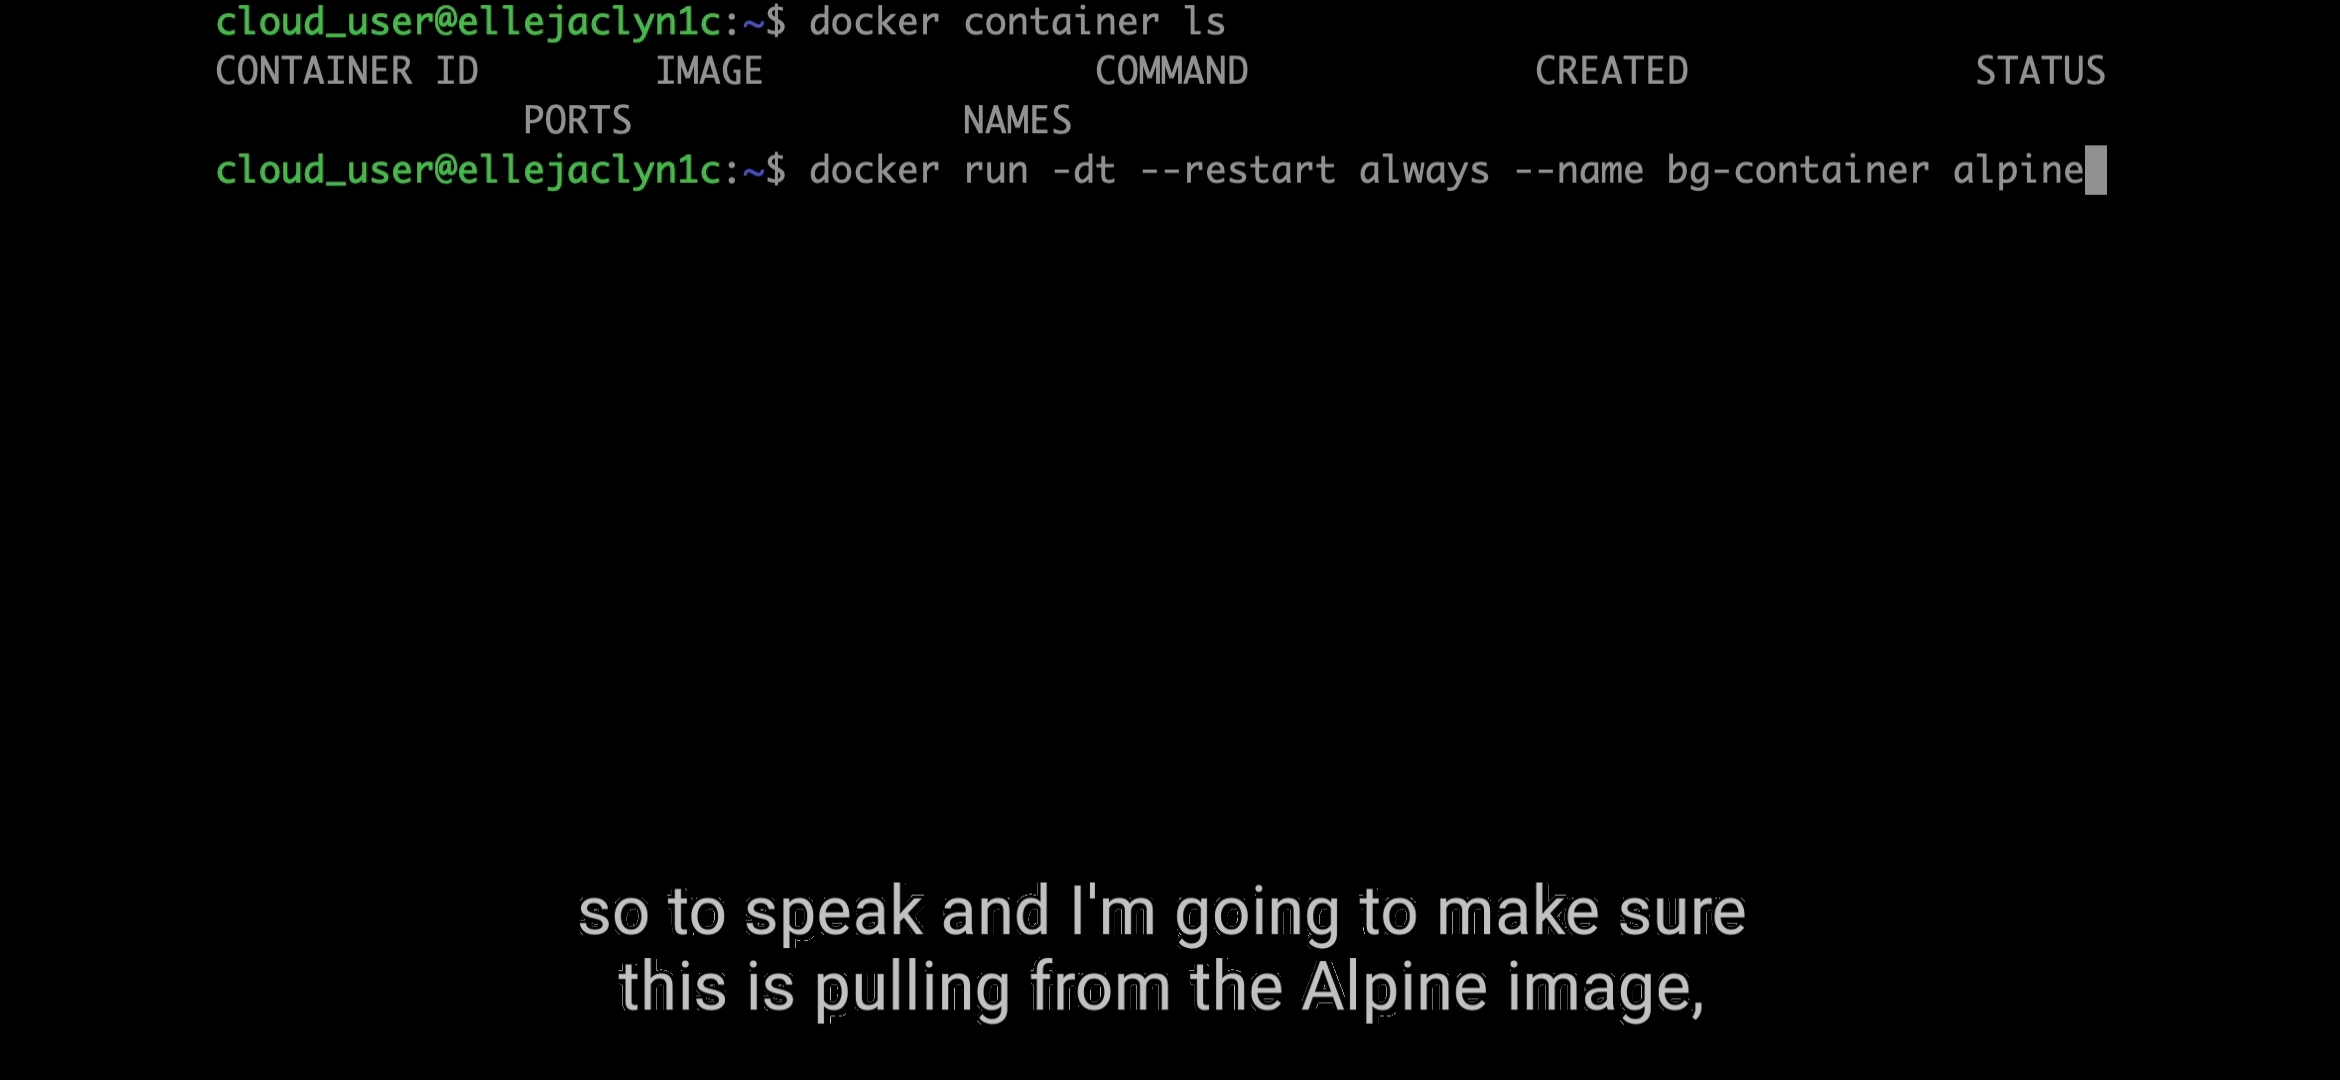 cloud_user@ellejaclyn1c:~$ docker container ls
CONTAINER ID        IMAGE               COMMAND             CREATED             STATUS
              PORTS               NAMES
cloud_user@ellejaclyn1c:~$ docker run -dt --restart always --name bg-container alpine
so to speak and I'm going to make sure
this is pulling from the Alpine image,